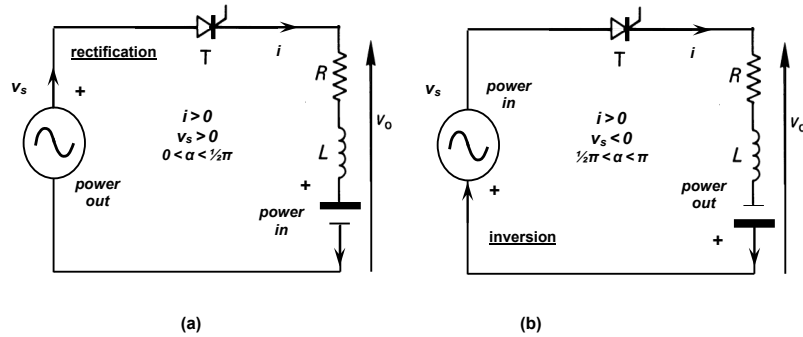 rectification
T
i
v_s
+
R
i > 0
v_s > 0
0 < α < ½π
v_o
L
power
out
+
power
in
(a)
T
i
v_s
power
in
R
i > 0
v_s < 0
½π < α < π
v_o
L
+
power
out
inversion
+
(b)